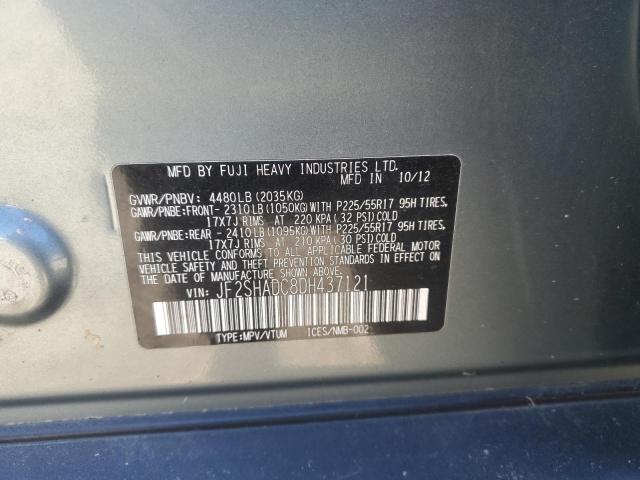 MFD BY FUJI HEAVY INDUSTRIES LTD.
MFD IN 10/12
GVWR/PNBV: 4480LB(2035KG)
GAWR/PNBE:FRONT- 2310LB(1050KG)WITH P225/55R17 95H TIRES,
17X7J RIMS, AT 220 KPA(32 PSI)COLD
GAWR/PNBE:REAR - 2410LB(1095KG)WITH P225/55R17 95H TIRES,
17X7J RIMS, AT 210 KPA(30 PSI)COLD
THIS VEHICLE CONFORMS TO ALL APPLICABLE FEDERAL MOTOR
VEHICLE SAFETY AND THEFT PREVENTION STANDARDS IN EFFECT ON THE
DATE OF MANUFACTURE SHOWN ABOVE.
VIN: JF2SHADC8DH437121
TYPE:MPV/VTUM ICES/NMB-002